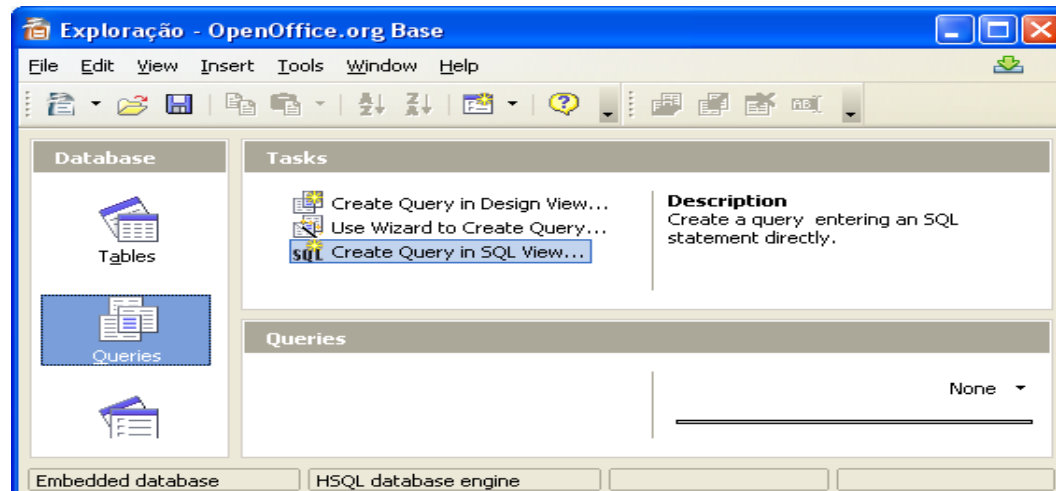 Exploração - OpenOffice.org Base
File Edit View Insert Tools Window Help
Database
Tables
Queries
Tasks
Create Query in Design View...
Use Wizard to Create Query...
SQL Create Query in SQL View...
Description
Create a query entering an SQL
statement directly.
Queries
None
Embedded database
HSQL database engine